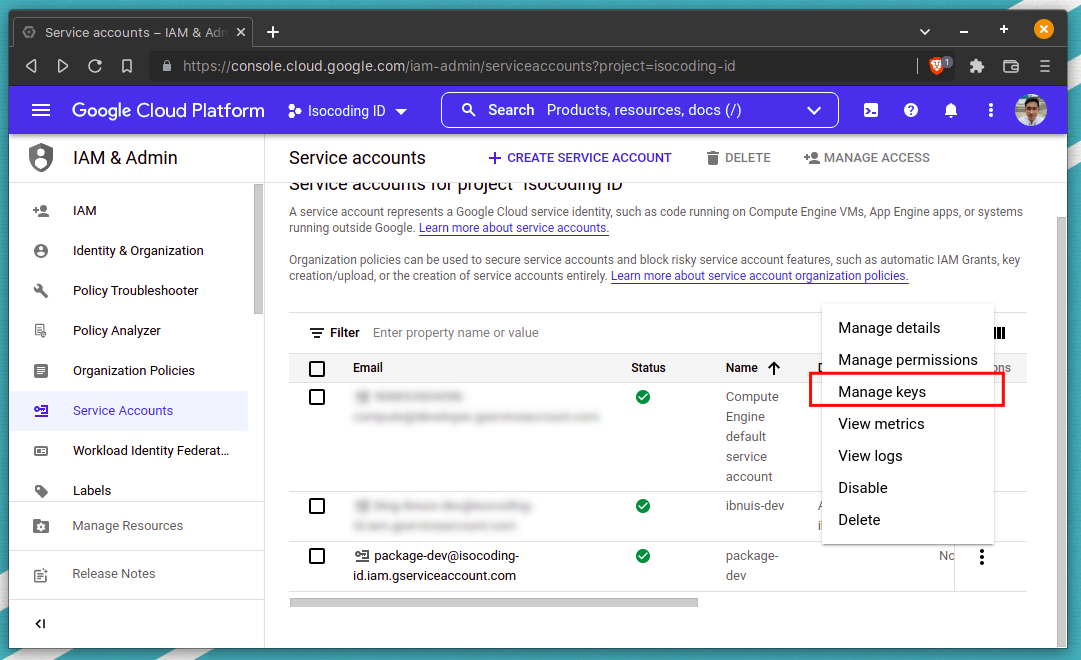 Service accounts – IAM & Adn
https://console.cloud.google.com/iam-admin/serviceaccounts?project=isocoding-id
1
Google Cloud Platform
Isocoding ID
Search Products, resources, docs (/)
IAM & Admin
IAM
Identity & Organization
Policy Troubleshooter
Policy Analyzer
Organization Policies
Service Accounts
Workload Identity Federat...
Labels
Manage Resources
Release Notes
Service accounts
CREATE SERVICE ACCOUNT
DELETE
MANAGE ACCESS
Service accounts for project "Isocoding ID"
A service account represents a Google Cloud service identity, such as code running on Compute Engine VMs, App Engine apps, or systems
running outside Google. Learn more about service accounts.
Organization policies can be used to secure service accounts and block risky service account features, such as automatic IAM Grants, key
creation/upload, or the creation of service accounts entirely. Learn more about service account organization policies.
Filter Enter property name or value
Email Status Name
Compute
Engine
default
service
account
ibnuis-dev
package-dev@isocoding-
id.iam.gserviceaccount.com
package-
dev
No
Manage details
Manage permissions
Manage keys
View metrics
View logs
Disable
Delete